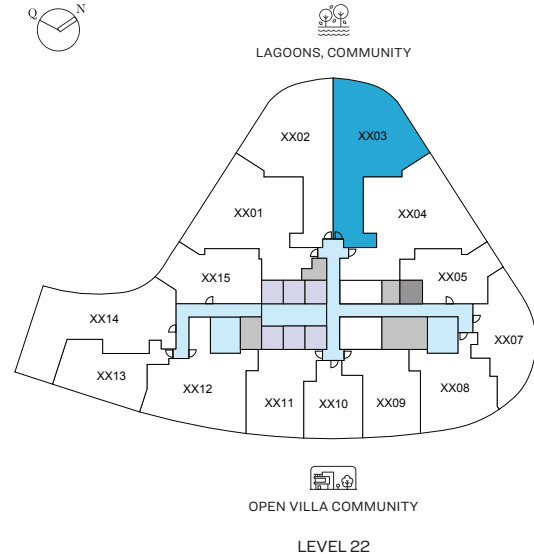 Q N
LAGOONS, COMMUNITY
XX02 XX03
XX01 XX04
XX15 XX05
XX14 XX07
XX13 XX12 XX11 XX10 XX09 XX08
OPEN VILLA COMMUNITY
LEVEL 22